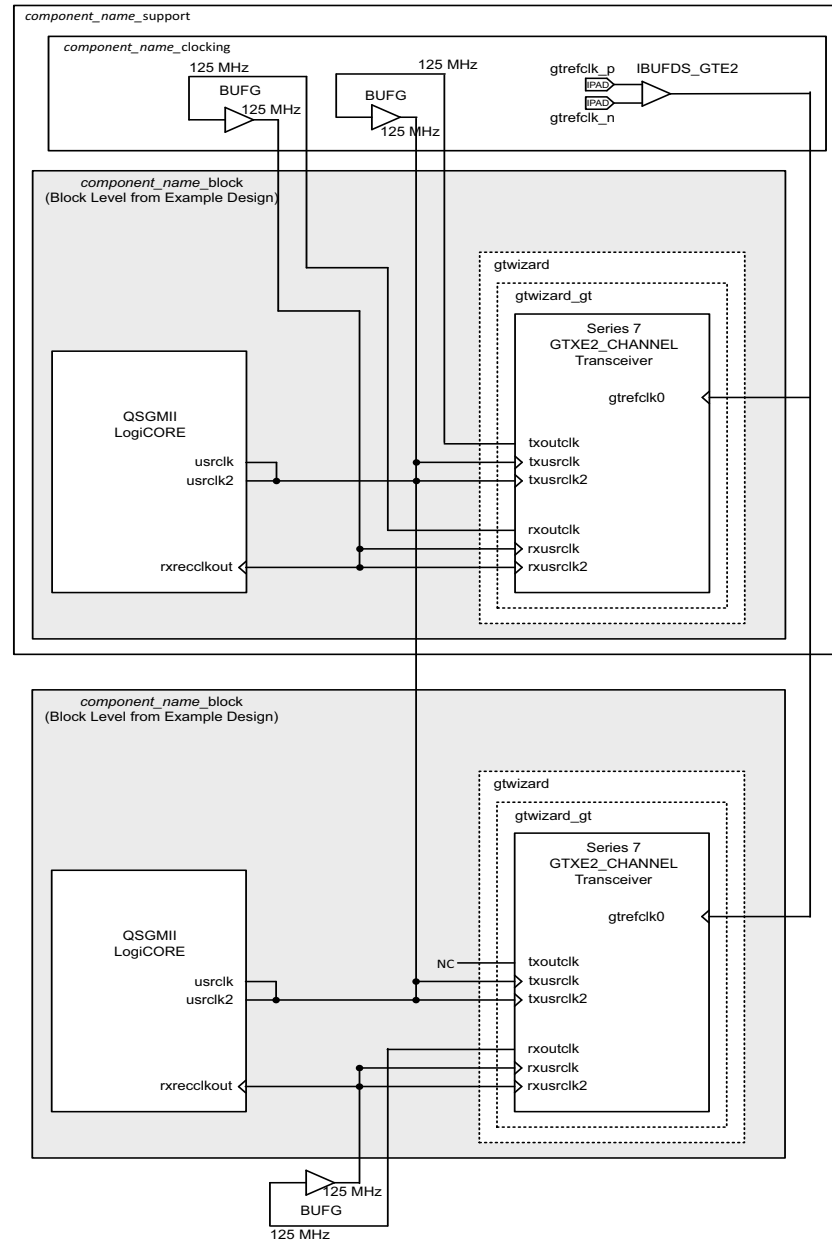 component_name_support
component_name_clocking
125 MHz
BUFG
125 MHz
125 MHz
BUFG
125 MHz
gtrefclk_p
IPAD
IPAD
gtrefclk_n
IBUFDS_GTE2
component_name_block
(Block Level from Example Design)
gtwizard
gtwizard_gt
Series 7
GTXE2_CHANNEL
Transceiver
gtrefclk0
QSGMII
LogiCORE
usrclk
usrclk2
rxrecclkout
txoutclk
txusrclk
txusrclk2
rxoutclk
rxusrclk
rxusrclk2
component_name_block
(Block Level from Example Design)
gtwizard
gtwizard_gt
Series 7
GTXE2_CHANNEL
Transceiver
gtrefclk0
QSGMII
LogiCORE
usrclk
usrclk2
rxrecclkout
NC
txoutclk
txusrclk
txusrclk2
rxoutclk
rxusrclk
rxusrclk2
125 MHz
BUFG
125 MHz